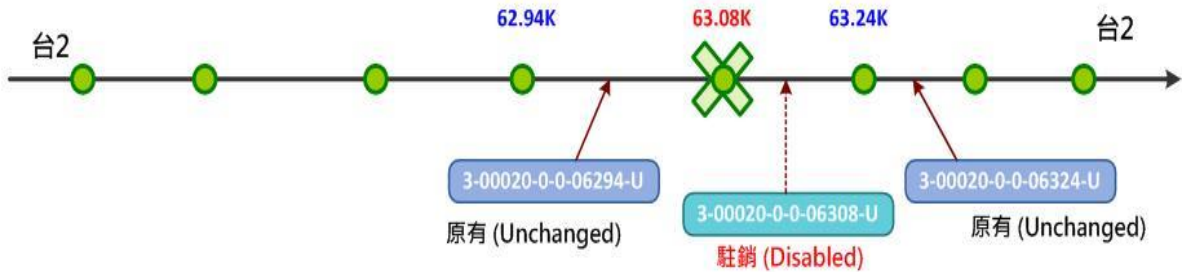 62.94K
63.08K
63.24K
台2
台2
3-00020-0-0-06294-U
3-00020-0-0-06324-U
3-00020-0-0-06308-U
原有 (Unchanged)
原有 (Unchanged)
駐銷 (Disabled)